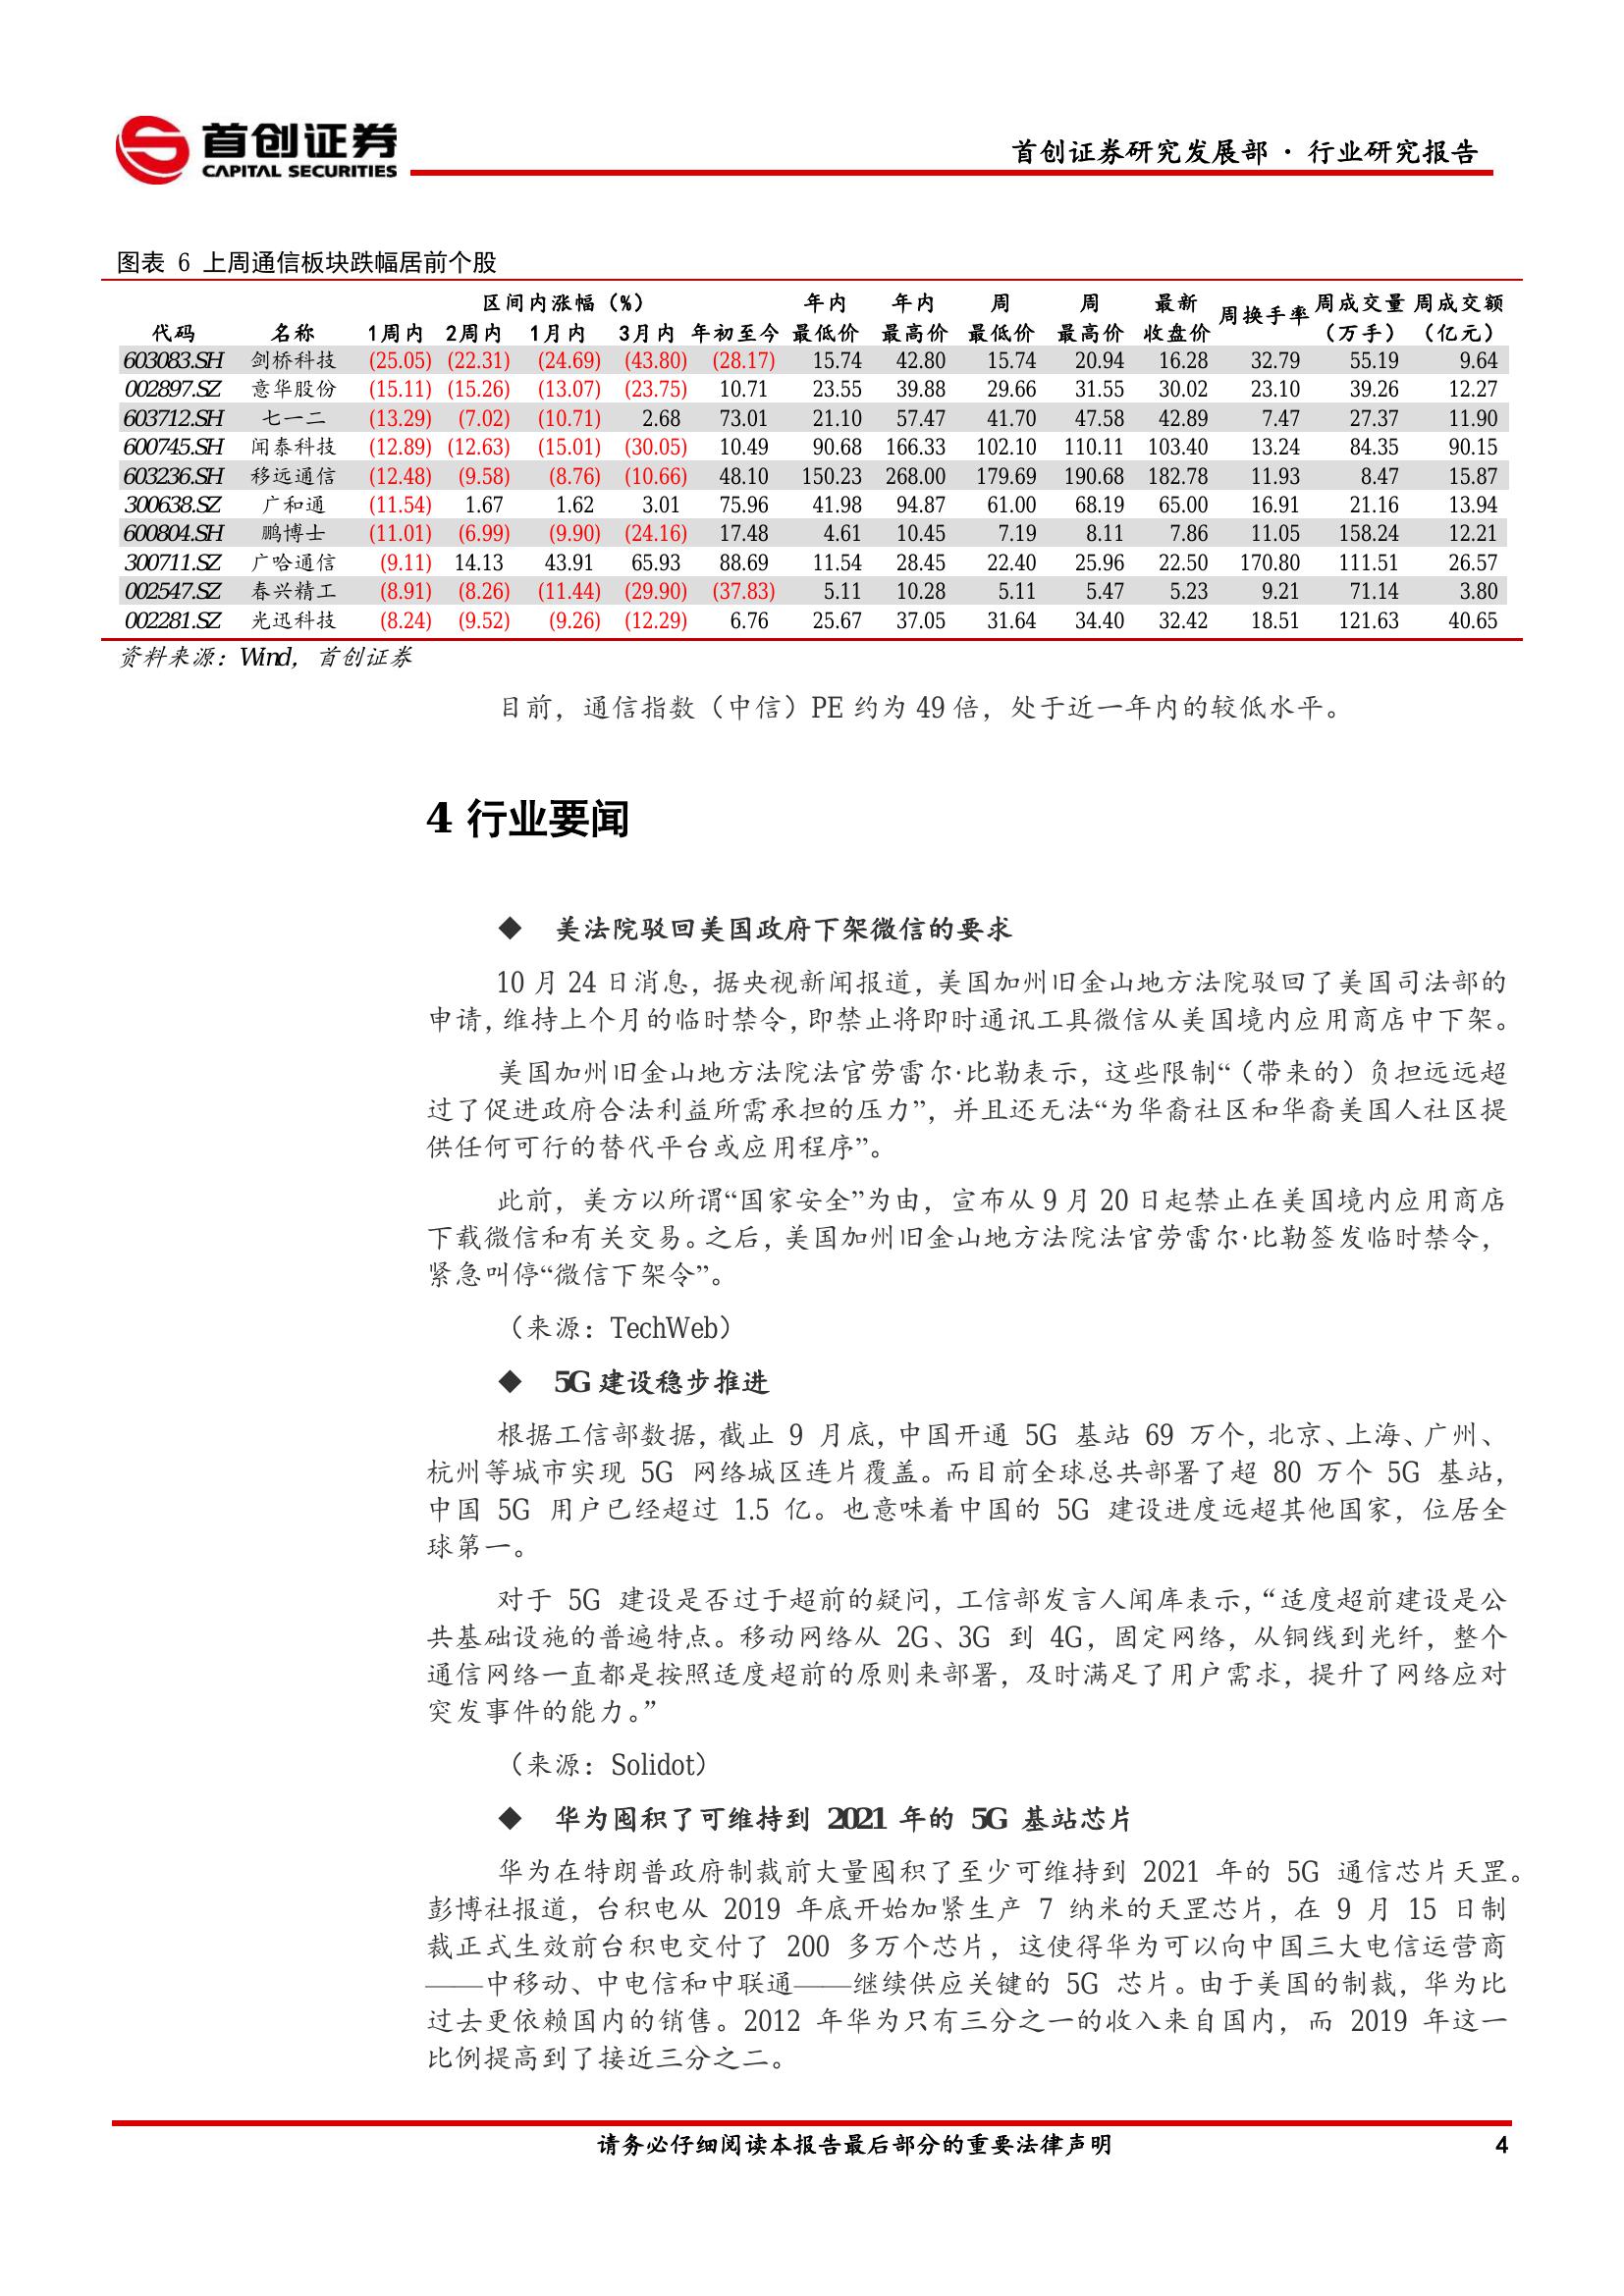 首创证券
CAPITAL SECURITIES
首创证券研究发展部 · 行业研究报告
图表 6 上周通信板块跌幅居前个股
区间内涨幅（%） 年内 年内 周 周 最新 周换手率 周成交量 周成交额
代码 名称 1周内 2周内 1月内 3月内 年初至今 最低价 最高价 最低价 最高价 收盘价 （万手） （亿元）
603083.SH 剑桥科技 (25.05) (22.31) (24.69) (43.80) (28.17) 15.74 42.80 15.74 20.94 16.28 32.79 55.19 9.64
002897.SZ 意华股份 (15.11) (15.26) (13.07) (23.75) 10.71 23.55 39.88 29.66 31.55 30.02 23.10 39.26 12.27
603712.SH 七一二 (13.29) (7.02) (10.71) 2.68 73.01 21.10 57.47 41.70 47.58 42.89 7.47 27.37 11.90
600745.SH 闻泰科技 (12.89) (12.63) (15.01) (30.05) 10.49 90.68 166.33 102.10 110.11 103.40 13.24 84.35 90.15
603236.SH 移远通信 (12.48) (9.58) (8.76) (10.66) 48.10 150.23 268.00 179.69 190.68 182.78 11.93 8.47 15.87
300638.SZ 广和通 (11.54) 1.67 1.62 3.01 75.96 41.98 94.87 61.00 68.19 65.00 16.91 21.16 13.94
600804.SH 鹏博士 (11.01) (6.99) (9.90) (24.16) 17.48 4.61 10.45 7.19 8.11 7.86 11.05 158.24 12.21
300711.SZ 广哈通信 (9.11) 14.13 43.91 65.93 88.69 11.54 28.45 22.40 25.96 22.50 170.80 111.51 26.57
002547.SZ 春兴精工 (8.91) (8.26) (11.44) (29.90) (37.83) 5.11 10.28 5.11 5.47 5.23 9.21 71.14 3.80
002281.SZ 光迅科技 (8.24) (9.52) (9.26) (12.29) 6.76 25.67 37.05 31.64 34.40 32.42 18.51 121.63 40.65
资料来源：Wind，首创证券
目前，通信指数（中信）PE 约为 49 倍，处于近一年内的较低水平。
4 行业要闻
◆ 美法院驳回美国政府下架微信的要求
10 月 24 日消息，据央视新闻报道，美国加州旧金山地方法院驳回了美国司法部的
申请，维持上个月的临时禁令，即禁止将即时通讯工具微信从美国境内应用商店中下架。
美国加州旧金山地方法院法官劳雷尔·比勒表示，这些限制“（带来的）负担远远超
过了促进政府合法利益所需承担的压力”，并且还无法“为华裔社区和华裔美国人社区提
供任何可行的替代平台或应用程序”。
此前，美方以所谓“国家安全”为由，宣布从 9 月 20 日起禁止在美国境内应用商店
下载微信和有关交易。之后，美国加州旧金山地方法院法官劳雷尔·比勒签发临时禁令，
紧急叫停“微信下架令”。
（来源：TechWeb）
◆ 5G 建设稳步推进
根据工信部数据，截止 9 月底，中国开通 5G 基站 69 万个，北京、上海、广州、
杭州等城市实现 5G 网络城区连片覆盖。而目前全球总共部署了超 80 万个 5G 基站，
中国 5G 用户已经超过 1.5 亿。也意味着中国的 5G 建设进度远超其他国家，位居全
球第一。
对于 5G 建设是否过于超前的疑问，工信部发言人闻库表示，“适度超前建设是公
共基础设施的普遍特点。移动网络从 2G、3G 到 4G，固定网络，从铜线到光纤，整个
通信网络一直都是按照适度超前的原则来部署，及时满足了用户需求，提升了网络应对
突发事件的能力。”
（来源：Solidot）
◆ 华为囤积了可维持到 2021 年的 5G 基站芯片
华为在特朗普政府制裁前大量囤积了至少可维持到 2021 年的 5G 通信芯片天罡。
彭博社报道，台积电从 2019 年底开始加紧生产 7 纳米的天罡芯片，在 9 月 15 日制
裁正式生效前台积电交付了 200 多万个芯片，这使得华为可以向中国三大电信运营商
——中移动、中电信和中联通——继续供应关键的 5G 芯片。由于美国的制裁，华为比
过去更依赖国内的销售。2012 年华为只有三分之一的收入来自国内，而 2019 年这一
比例提高到了接近三分之二。
请务必仔细阅读本报告最后部分的重要法律声明 4